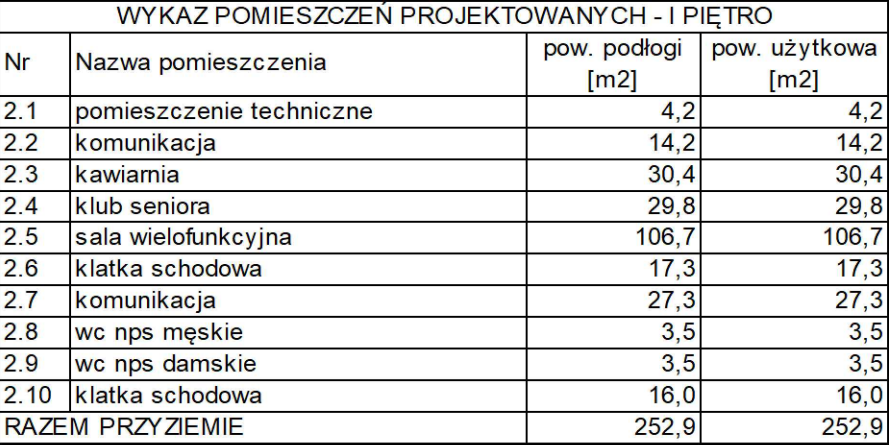 WYKAZ POMIESZCZEŃ PROJEKTOWANYCH - I PIĘTRO
Nr Nazwa pomieszczenia pow. podłogi [m2] pow. użytkowa [m2]
2.1 pomieszczenie techniczne 4,2 4,2
2.2 komunikacja 14,2 14,2
2.3 kawiarnia 30,4 30,4
2.4 klub seniora 29,8 29,8
2.5 sala wielofunkcyjna 106,7 106,7
2.6 klatka schodowa 17,3 17,3
2.7 komunikacja 27,3 27,3
2.8 wc nps męskie 3,5 3,5
2.9 wc nps damskie 3,5 3,5
2.10 klatka schodowa 16,0 16,0
RAZEM PRZYZIEMIE 252,9 252,9